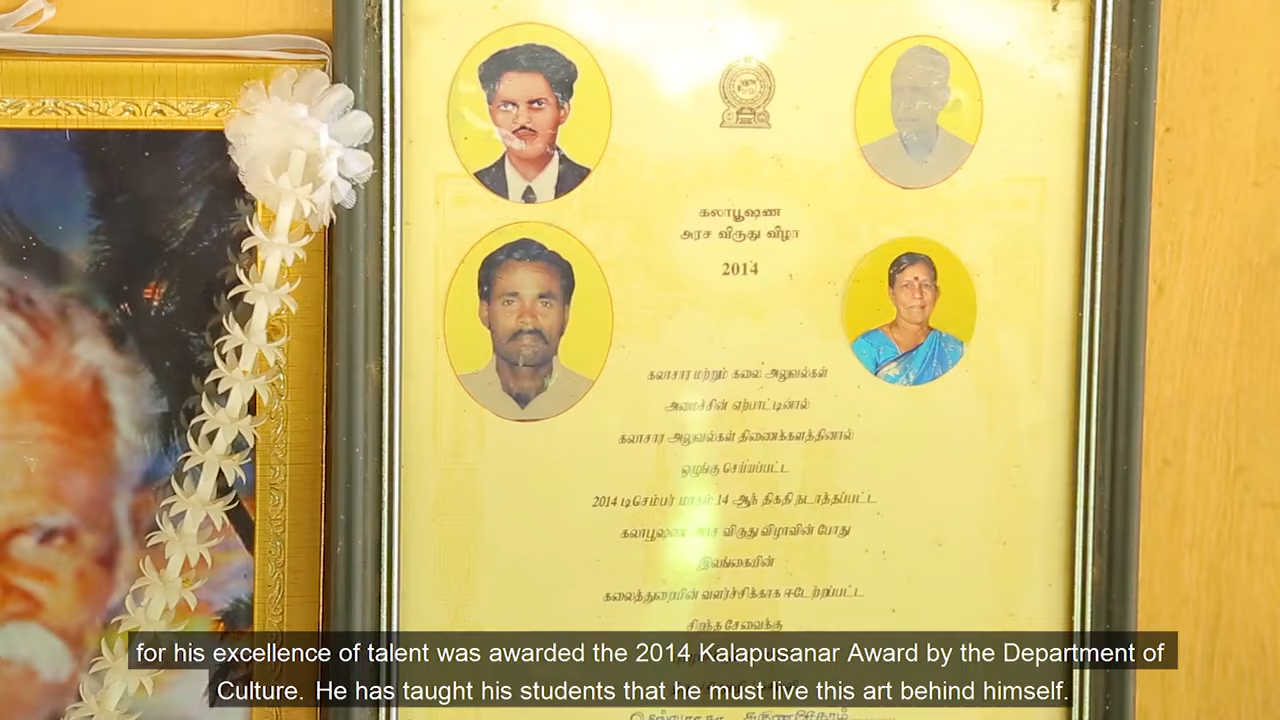 கலாபூஷண
அரச விருது விழா
2014
கலாசார மற்றும் கலை அலுவல்கள்
அமைச்சின் ஏற்பாட்டினால்
கலாசார அலுவல்கள் திணைக்களத்தினால்
ஒழுங்கு செய்யப்பட்ட
2014 டிசெம்பர் மாதம் 14 ஆந் திகதி நடாத்தப்பட்ட
கலாபூஷண அரச விருது விழாவின் போது
இலங்கையின்
கலைத்துறையின் வளர்ச்சிக்காக ஈடேற்றப்பட்ட
சிறந்த சேவைக்கு
for his excellence of talent was awarded the 2014 Kalapusanar Award by the Department of
Culture. He has taught his students that he must live this art behind himself.